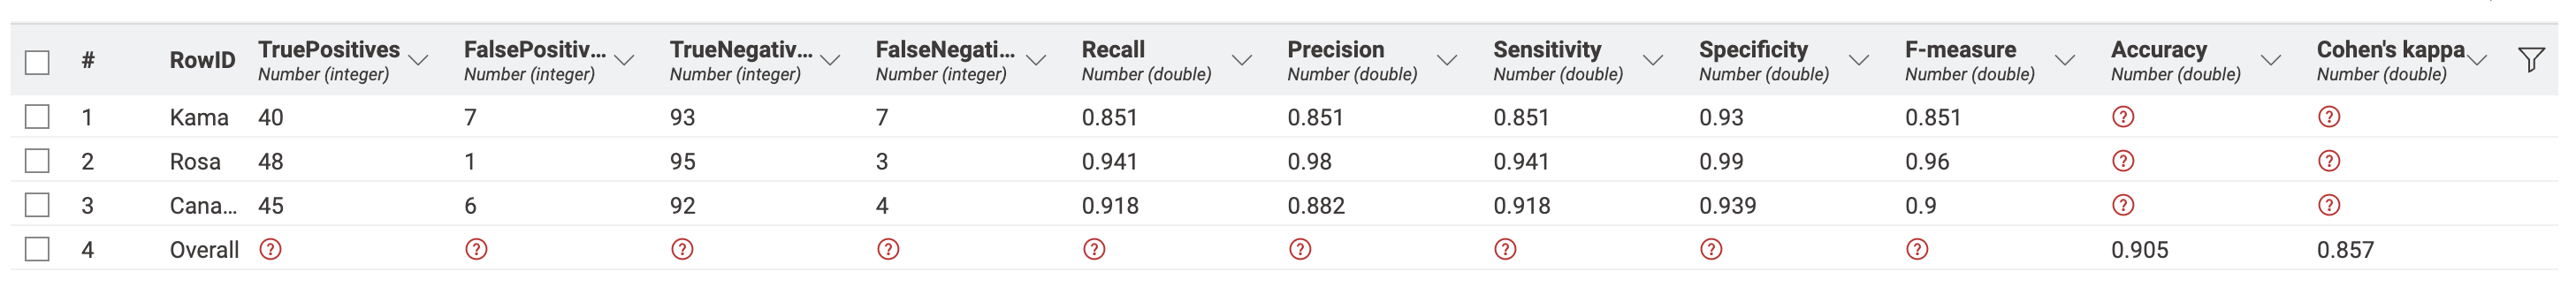 # RowID TruePositives FalsePositiv... TrueNegativ... FalseNegati... Recall Precision Sensitivity Specificity F-measure Accuracy Cohen's kappa
Number (integer) Number (integer) Number (integer) Number (integer) Number (double) Number (double) Number (double) Number (double) Number (double) Number (double) Number (double)
1 Kama 40 7 93 7 0.851 0.851 0.851 0.93 0.851 ? ?
2 Rosa 48 1 95 3 0.941 0.98 0.941 0.99 0.96 ? ?
3 Cana... 45 6 92 4 0.918 0.882 0.918 0.939 0.9 ? ?
4 Overall ? ? ? ? ? ? ? ? ? 0.905 0.857